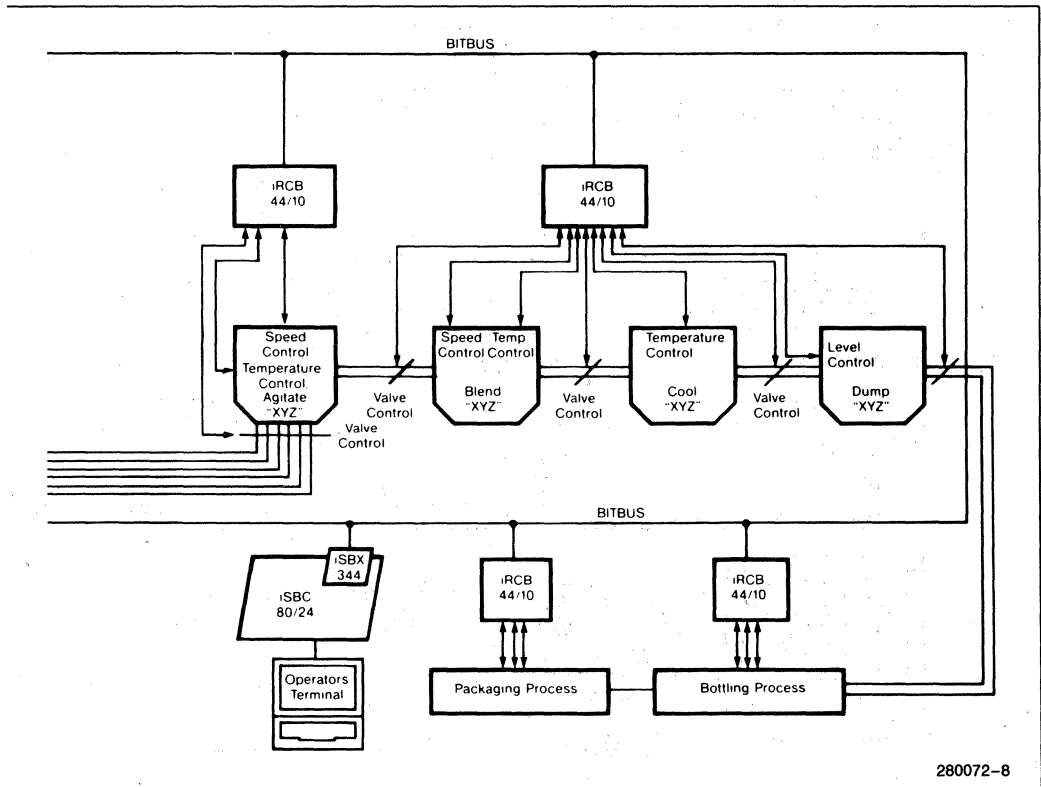 BITBUS
iRCB
44/10
iRCB
44/10
Speed
Control
Temperature
Control
Agitate
"XYZ"
Valve
Control
Valve
Control
Speed Temp
Control Control
Blend
"XYZ"
Valve
Control
Temperature
Control
Cool
"XYZ"
Valve
Control
Level
Control
Dump
"XYZ"
BITBUS
iSBX
344
iSBC
80/24
Operators
Terminal
iRCB
44/10
Packaging Process
iRCB
44/10
Bottling Process
280072-8